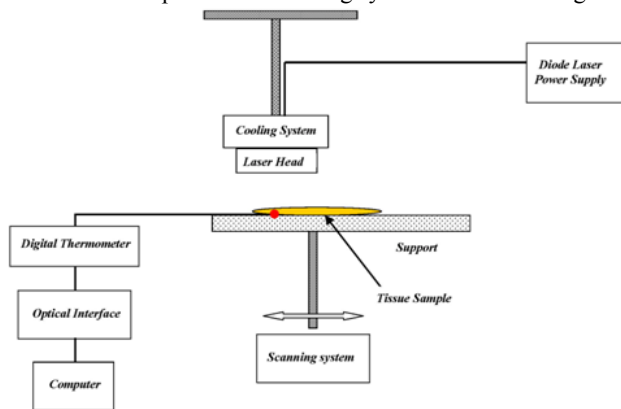 Diode Laser
Power Supply
Cooling System
Laser Head
Digital Thermometer
Support
Tissue Sample
Optical Interface
Scanning system
Computer